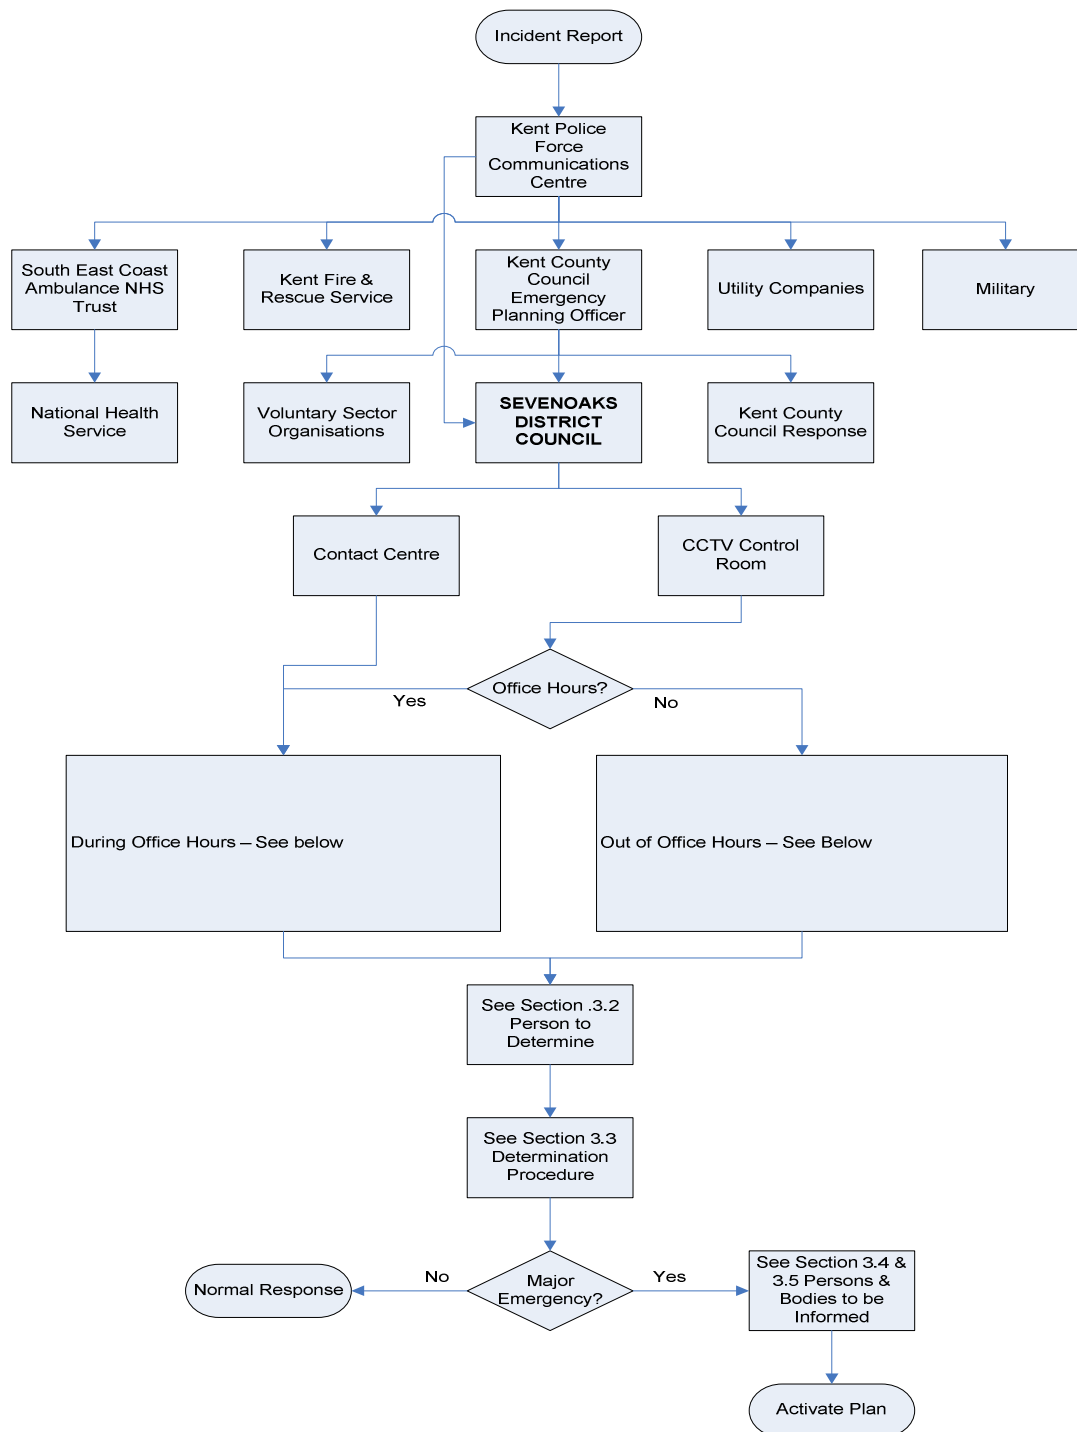 Incident Report
Kent Police
Force
Communications
Centre
South East Coast
Ambulance NHS
Trust
Kent Fire &
Rescue Service
Kent County
Council
Emergency
Planning Officer
Utility Companies
Military
National Health
Service
Voluntary Sector
Organisations
SEVENOAKS
DISTRICT
COUNCIL
Kent County
Council Response
Contact Centre
CCTV Control
Room
Office Hours?
Yes
No
During Office Hours – See below
Out of Office Hours – See Below
See Section .3.2
Person to
Determine
See Section 3.3
Determination
Procedure
Major
Emergency?
No
Yes
Normal Response
See Section 3.4 &
3.5 Persons &
Bodies to be
Informed
Activate Plan